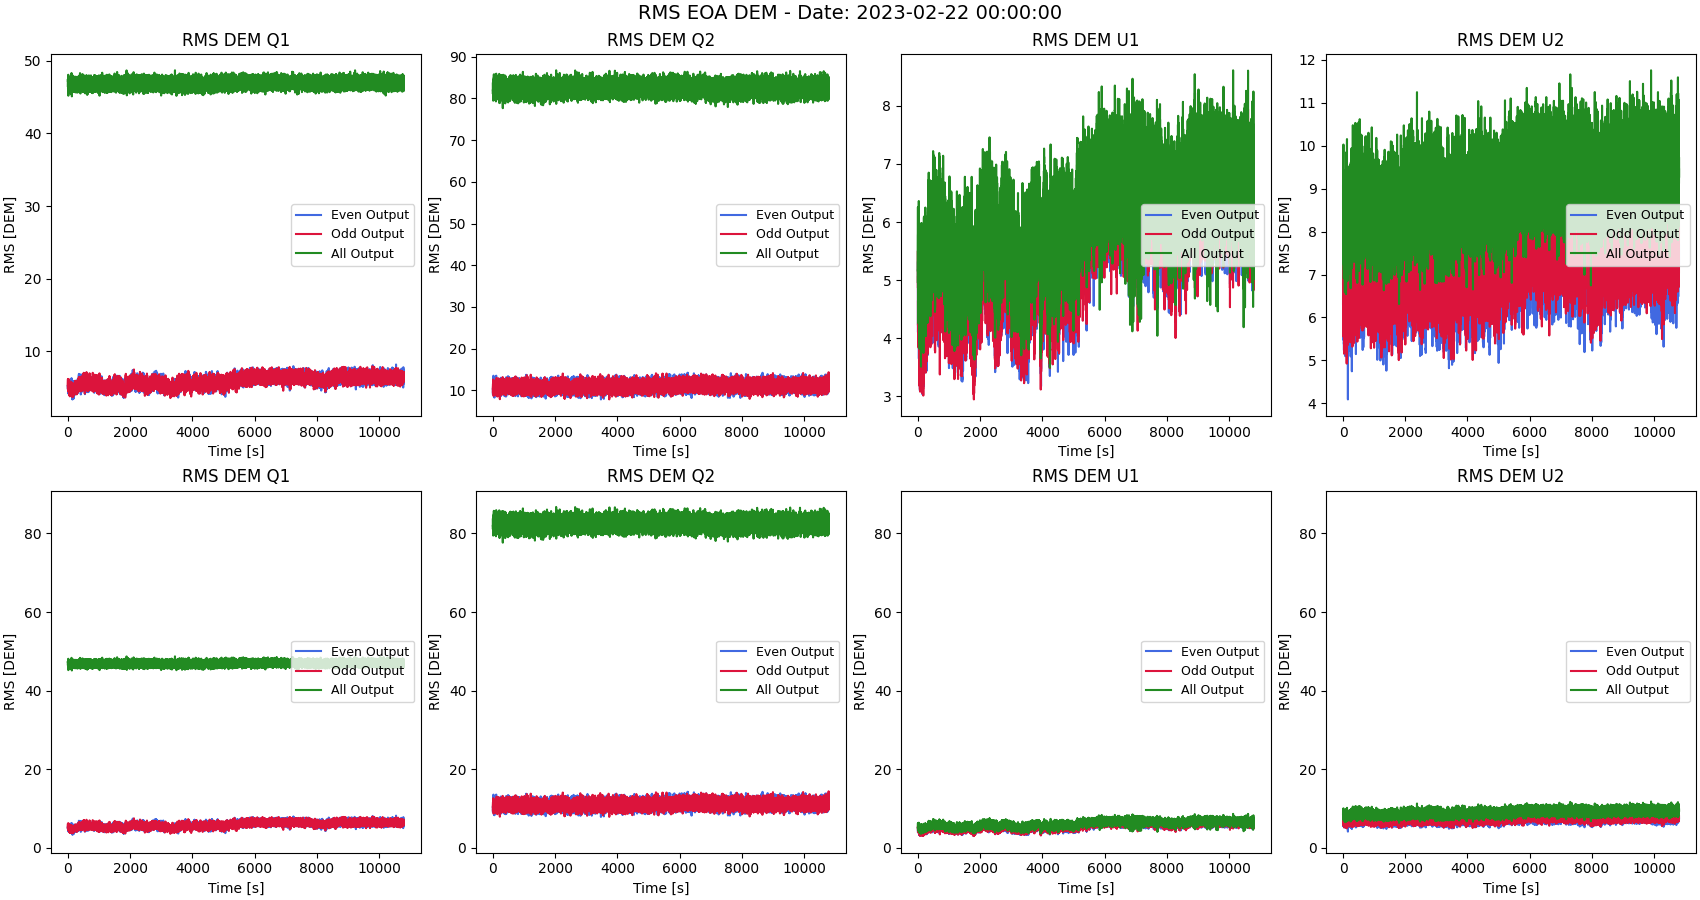 RMS EOA DEM - Date: 2023-02-22 00:00:00
RMS DEM Q1
RMS [DEM]
50
40
30
20
10
Even Output
Odd Output
All Output
0 2000 4000 6000 8000 10000
Time [s]
RMS DEM Q2
RMS [DEM]
90
80
70
60
50
40
30
20
10
Even Output
Odd Output
All Output
0 2000 4000 6000 8000 10000
Time [s]
RMS DEM U1
RMS [DEM]
8
7
6
5
4
3
Even Output
Odd Output
All Output
0 2000 4000 6000 8000 10000
Time [s]
RMS DEM U2
RMS [DEM]
12
11
10
9
8
7
6
5
4
Even Output
Odd Output
All Output
0 2000 4000 6000 8000 10000
Time [s]
RMS DEM Q1
RMS [DEM]
80
60
40
20
0
Even Output
Odd Output
All Output
0 2000 4000 6000 8000 10000
Time [s]
RMS DEM Q2
RMS [DEM]
80
60
40
20
0
Even Output
Odd Output
All Output
0 2000 4000 6000 8000 10000
Time [s]
RMS DEM U1
RMS [DEM]
80
60
40
20
0
Even Output
Odd Output
All Output
0 2000 4000 6000 8000 10000
Time [s]
RMS DEM U2
RMS [DEM]
80
60
40
20
0
Even Output
Odd Output
All Output
0 2000 4000 6000 8000 10000
Time [s]